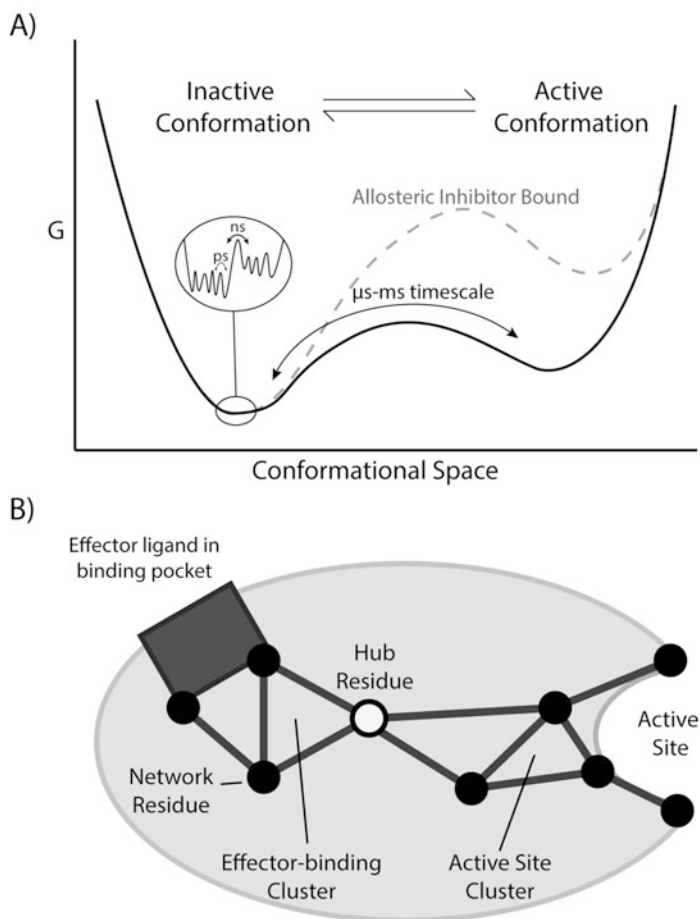 A)
Inactive
Conformation
Active
Conformation
Allosteric Inhibitor Bound
G
ns
ps
µs-ms timescale
Conformational Space
B)
Effector ligand in
binding pocket
Hub
Residue
Active
Site
Network
Residue
Effector-binding
Cluster
Active Site
Cluster